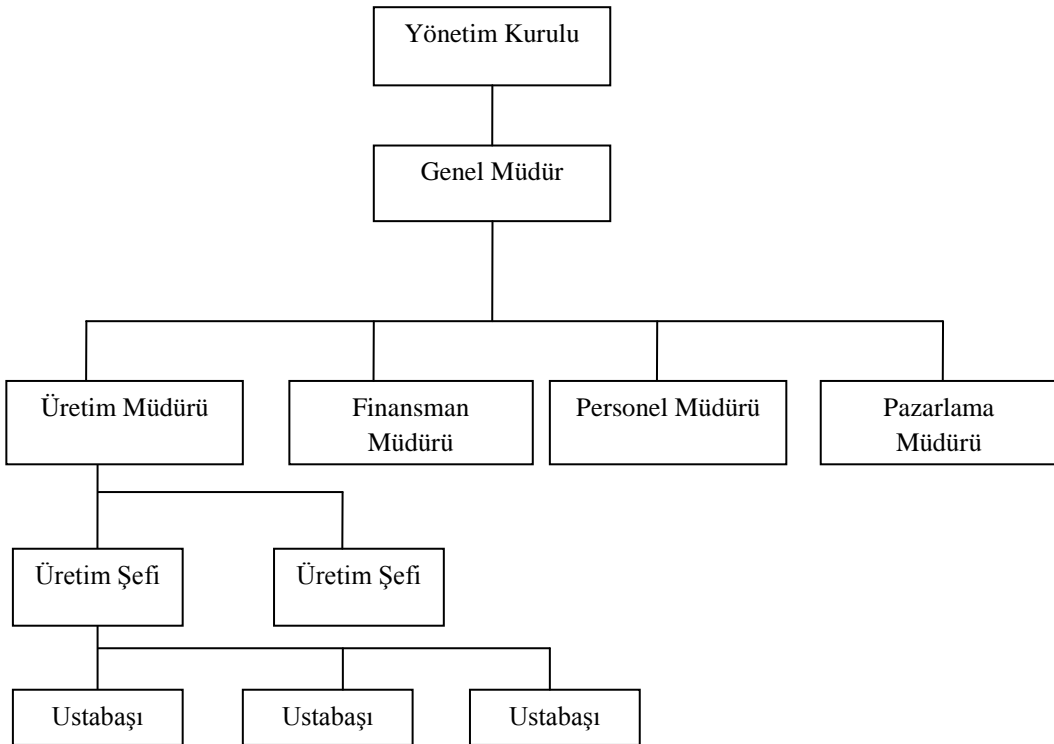 Yönetim Kurulu
Genel Müdür
Üretim Müdürü
Finansman
Müdürü
Personel Müdürü
Pazarlama
Müdürü
Üretim Şefi
Üretim Şefi
Ustabaşı
Ustabaşı
Ustabaşı